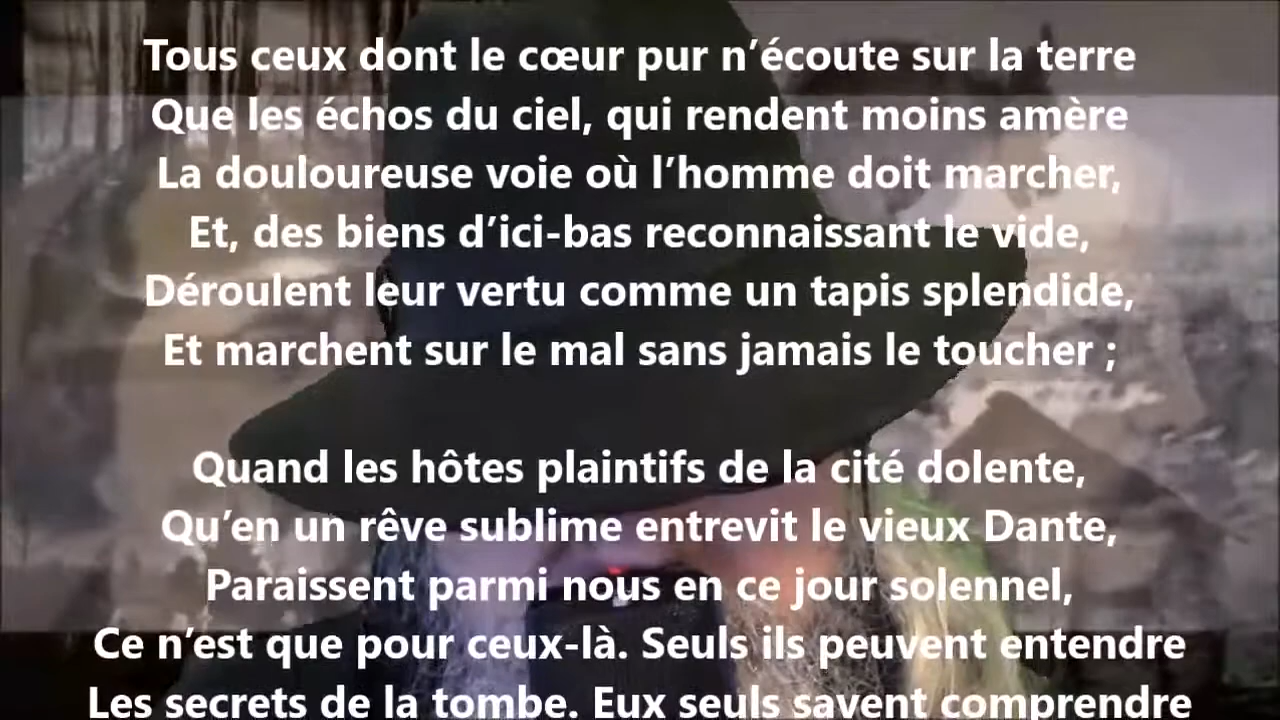 Tous ceux dont le cœur pur n’écoute sur la terre
Que les échos du ciel, qui rendent moins amère
La douloureuse voie où l’homme doit marcher,
Et, des biens d’ici-bas reconnaissant le vide,
Déroulent leur vertu comme un tapis splendide,
Et marchent sur le mal sans jamais le toucher ;
Quand les hôtes plaintifs de la cité dolente,
Qu’en un rêve sublime entrevit le vieux Dante,
Paraissent parmi nous en ce jour solennel,
Ce n’est que pour ceux-là. Seuls ils peuvent entendre
Les secrets de la tombe. Eux seuls savent comprendre